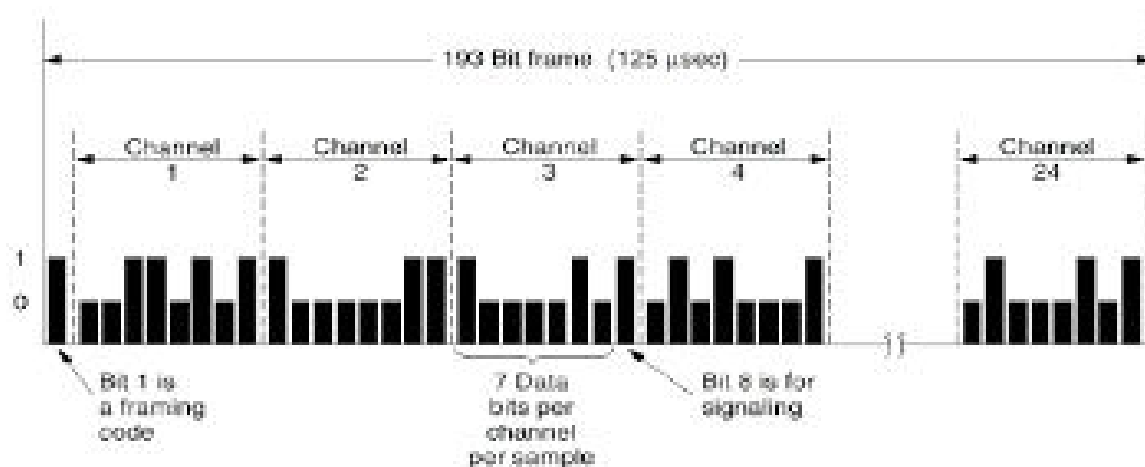 193 Bit frame (125 μsec)
Channel
1
Channel
2
Channel
3
Channel
4
Channel
24
1
0
Bit 1 is
a framing
code
7 Data
bits per
channel
per sample
Bit 8 is for
signaling